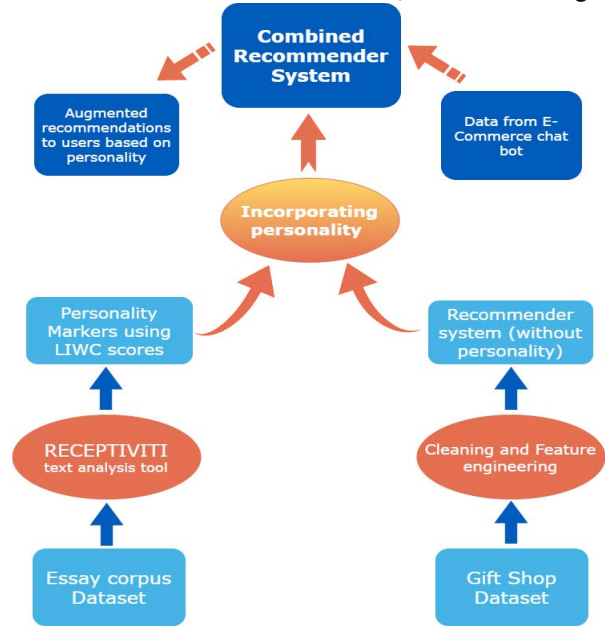 Combined
Recommender
System
Augmented
recommendations
to users based on
personality
Data from E-
Commerce chat
bot
Incorporating
personality
Personality
Markers using
LIWC scores
Recommender
system (without
personality)
RECEPTIVITI
text analysis tool
Cleaning and Feature
engineering
Essay corpus
Dataset
Gift Shop
Dataset